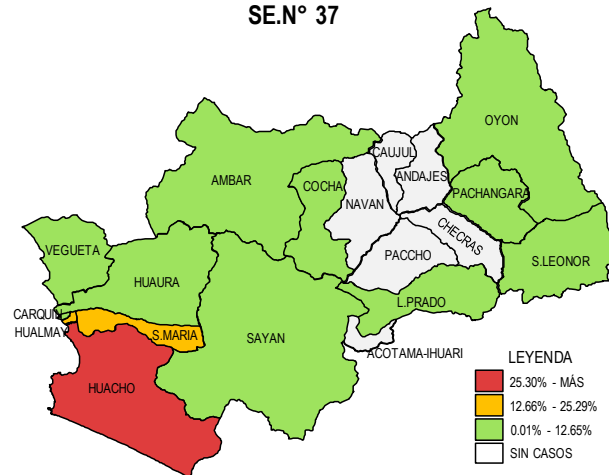 SE.N° 37
OYON
CAUJUL
ANDAJES
AMBAR
COCHA
NAVAN
PACHANGARA
CHECRAS
VEGUETA
PACCHO
S.LEONOR
HUAURA
L.PRADO
CARQUIN
HUALMAY
S.MARIA
SAYAN
ACOTAMA-IHUARI
HUACHO
LEYENDA
25.30% - MÁS
12.66% - 25.29%
0.01% - 12.65%
SIN CASOS